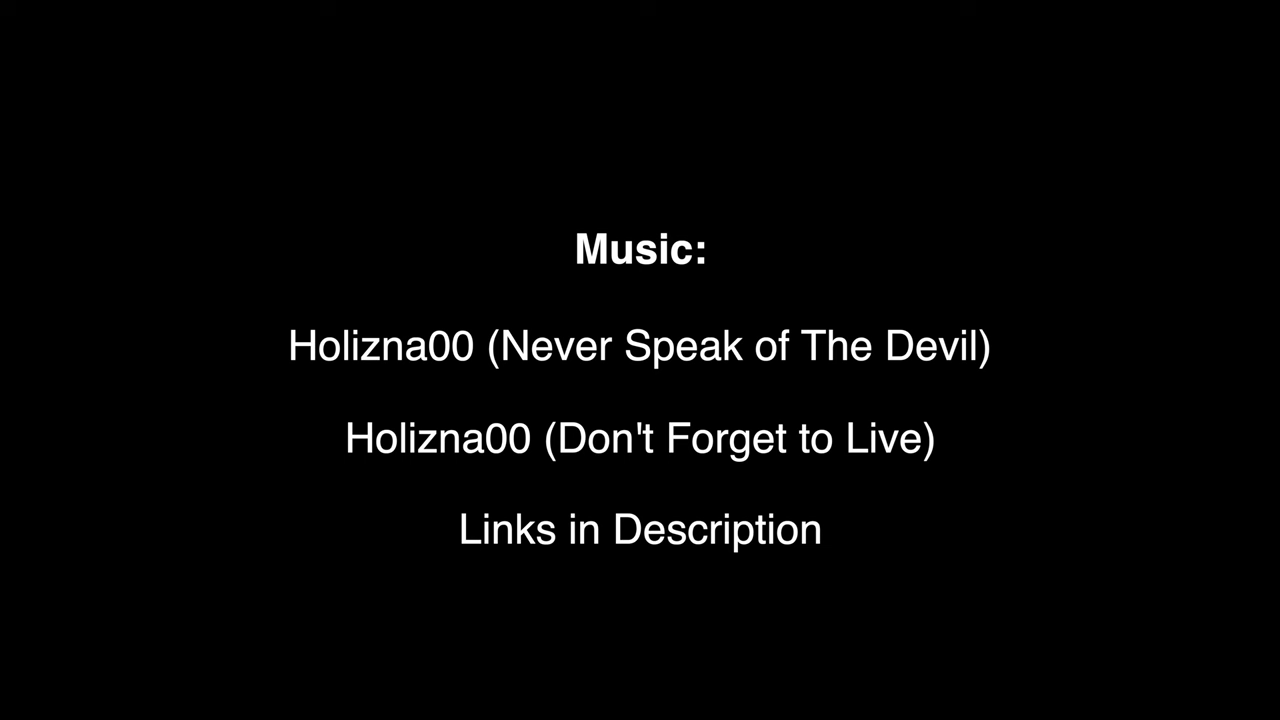 Music:
Holizna00 (Never Speak of The Devil)
Holizna00 (Don't Forget to Live)
Links in Description